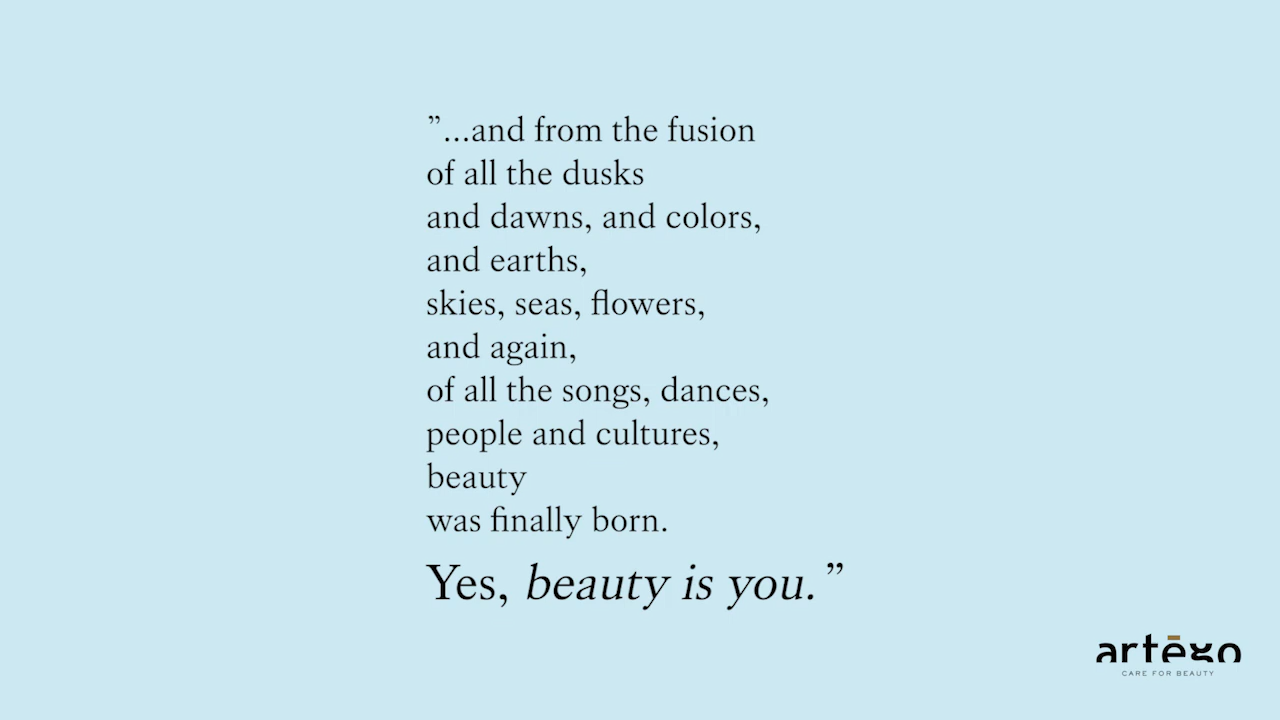 ”...and from the fusion
of all the dusks
and dawns, and colors,
and earths,
skies, seas, flowers,
and again,
of all the songs, dances,
people and cultures,
beauty
was finally born.
Yes, beauty is you.”
artēgo
CARE FOR BEAUTY